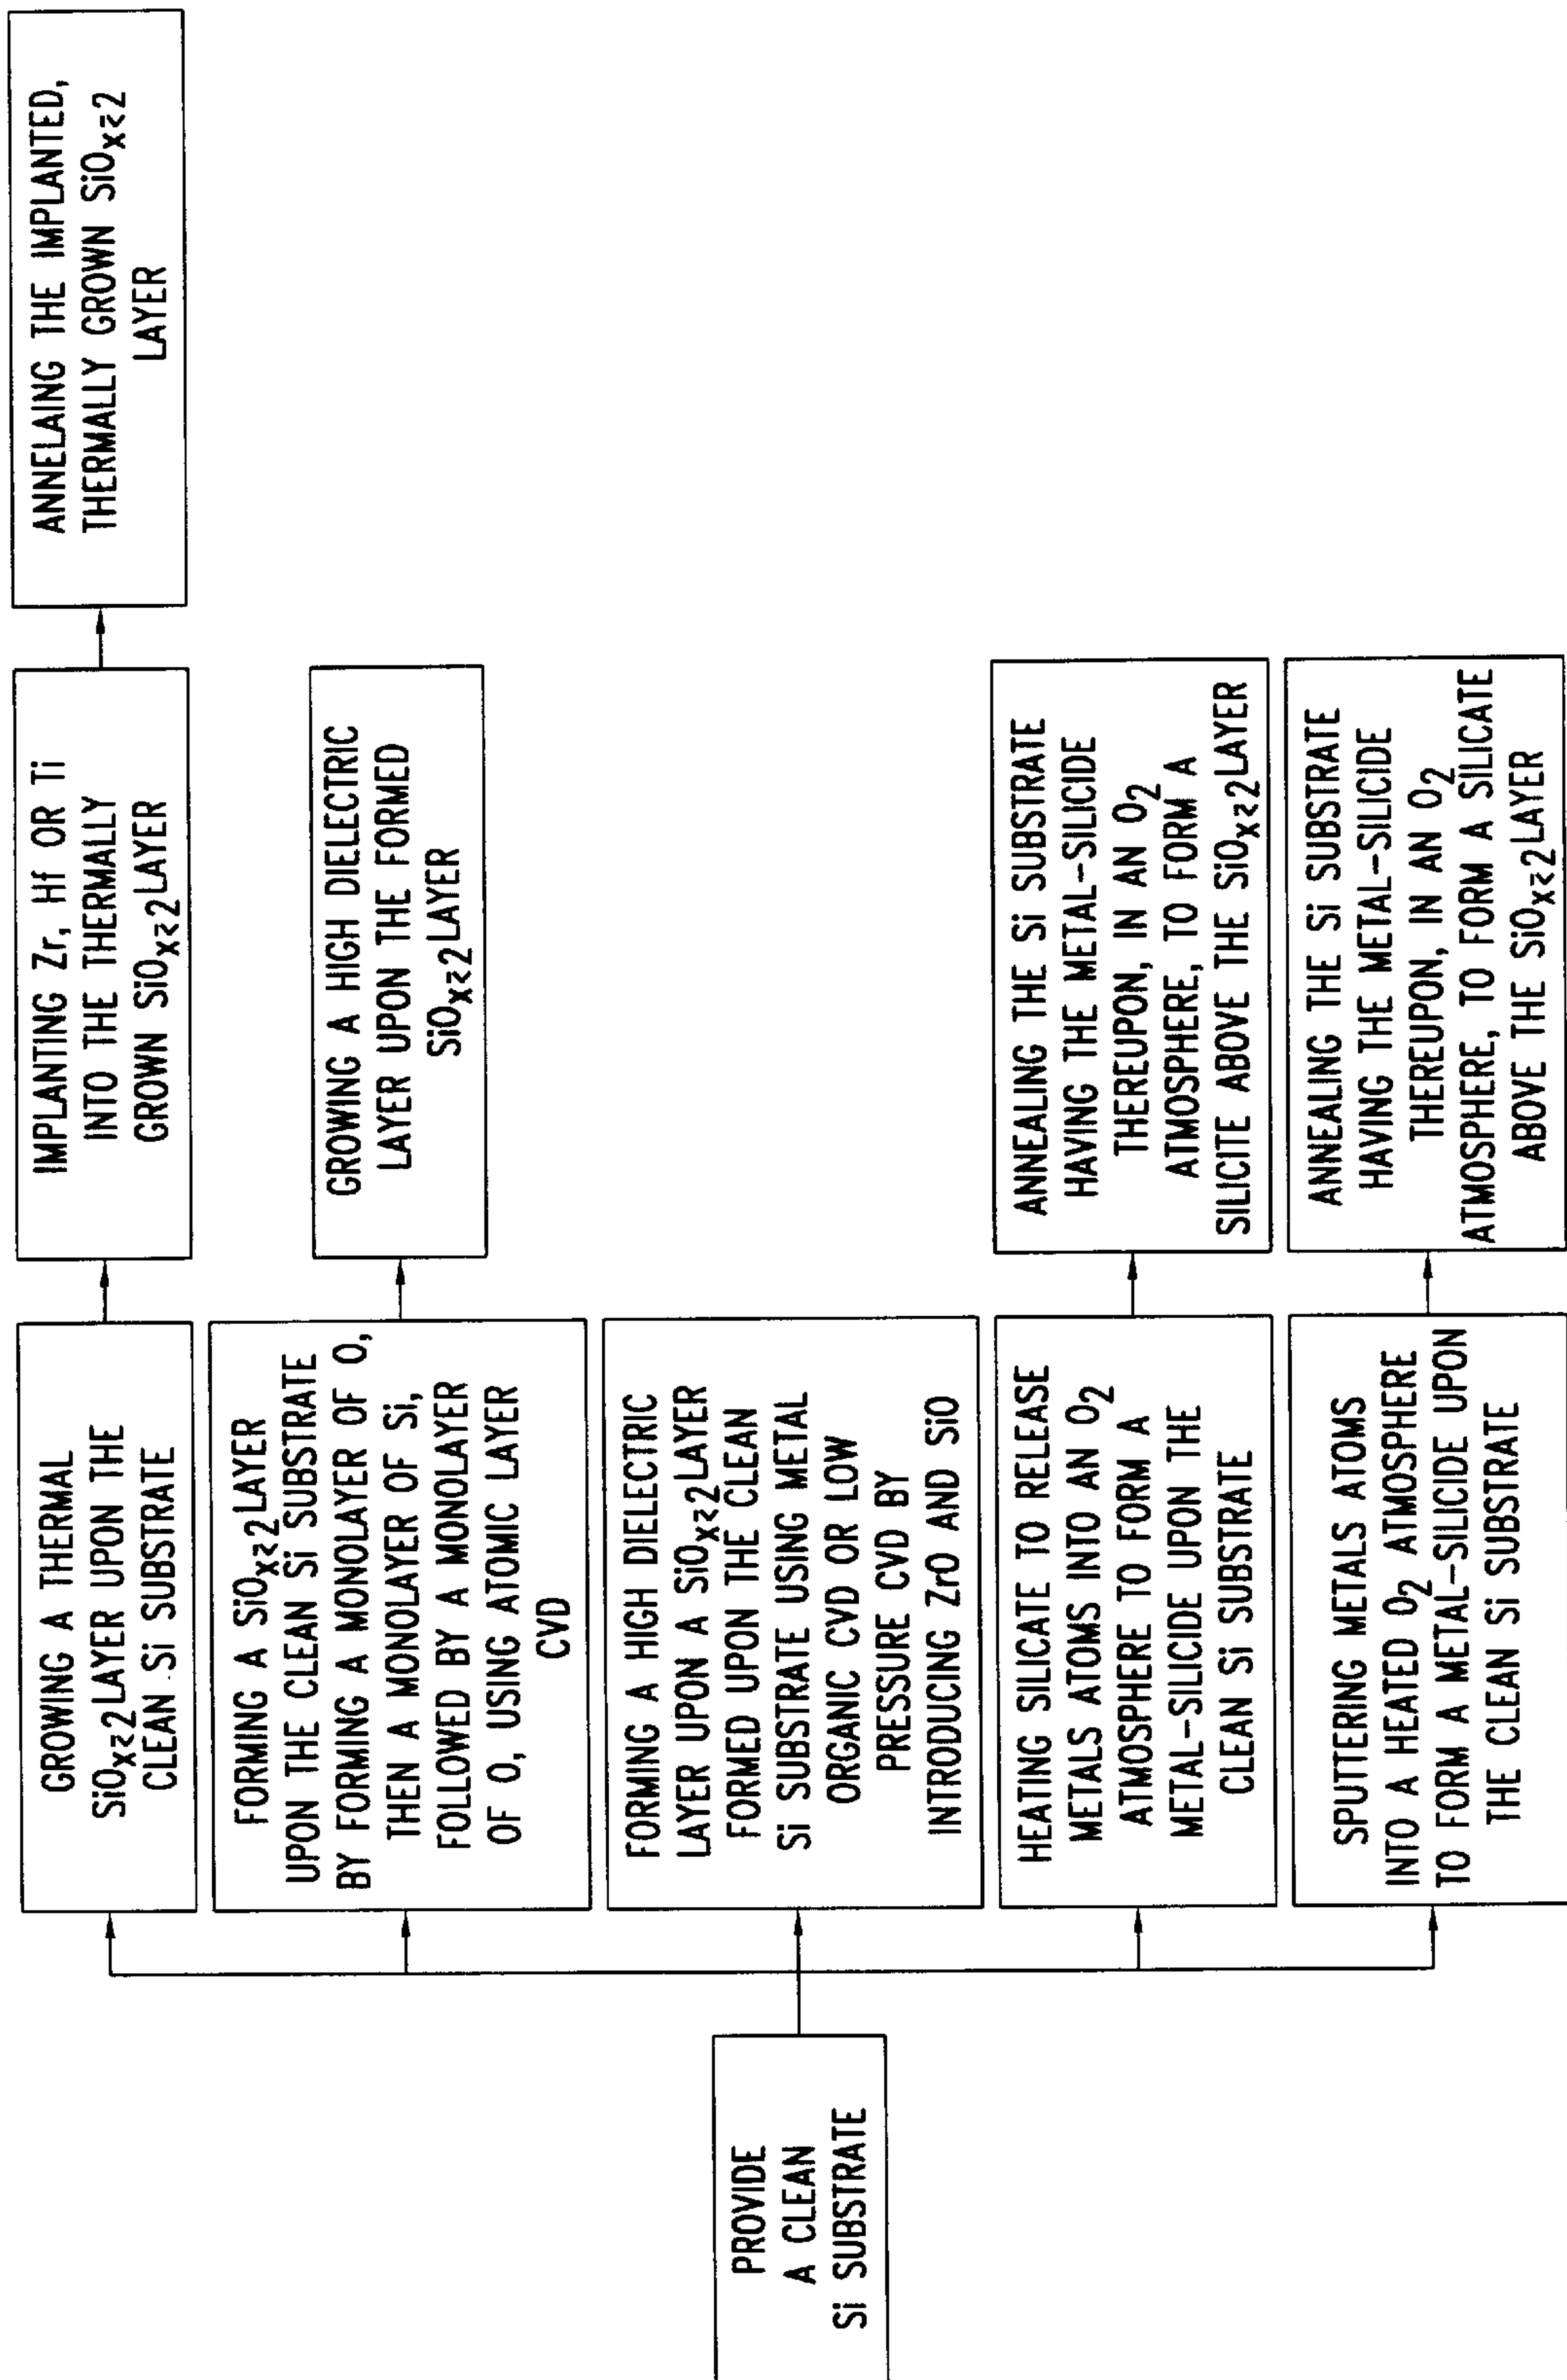 PROVIDE
A CLEAN
Si SUBSTRATE
GROWING A THERMAL
SiOx≤2 LAYER UPON THE
CLEAN Si SUBSTRATE
IMPLANTING Zr, Hf OR Ti
INTO THE THERMALLY
GROWN SiOx≤2 LAYER
ANNELAING THE IMPLANTED,
THERMALLY GROWN SiOx≤2
LAYER
FORMING A SiOx≤2 LAYER
UPON THE CLEAN Si SUBSTRATE
BY FORMING A MONOLAYER OF O,
THEN A MONOLAYER OF Si,
FOLLOWED BY A MONOLAYER
OF O, USING ATOMIC LAYER
CVD
GROWING A HIGH DIELECTRIC
LAYER UPON THE FORMED
SiOx≤2 LAYER
FORMING A HIGH DIELECTRIC
LAYER UPON A SiOx≤2 LAYER
FORMED UPON THE CLEAN
Si SUBSTRATE USING METAL
ORGANIC CVD OR LOW
PRESSURE CVD BY
INTRODUCING ZrO AND SiO
HEATING SILICATE TO RELEASE
METALS ATOMS INTO AN O2
ATMOSPHERE TO FORM A
METAL-SILICIDE UPON THE
CLEAN Si SUBSTRATE
ANNEALING THE Si SUBSTRATE
HAVING THE METAL-SILICIDE
THEREUPON, IN AN O2
ATMOSPHERE, TO FORM A
SILICITE ABOVE THE SiOx≤2 LAYER
SPUTTERING METALS ATOMS
INTO A HEATED O2 ATMOSPHERE
TO FORM A METAL-SILICIDE UPON
THE CLEAN Si SUBSTRATE
ANNEALING THE Si SUBSTRATE
HAVING THE METAL-SILICIDE
THEREUPON, IN AN O2
ATMOSPHERE, TO FORM A SILICATE
ABOVE THE SiOx≤2 LAYER